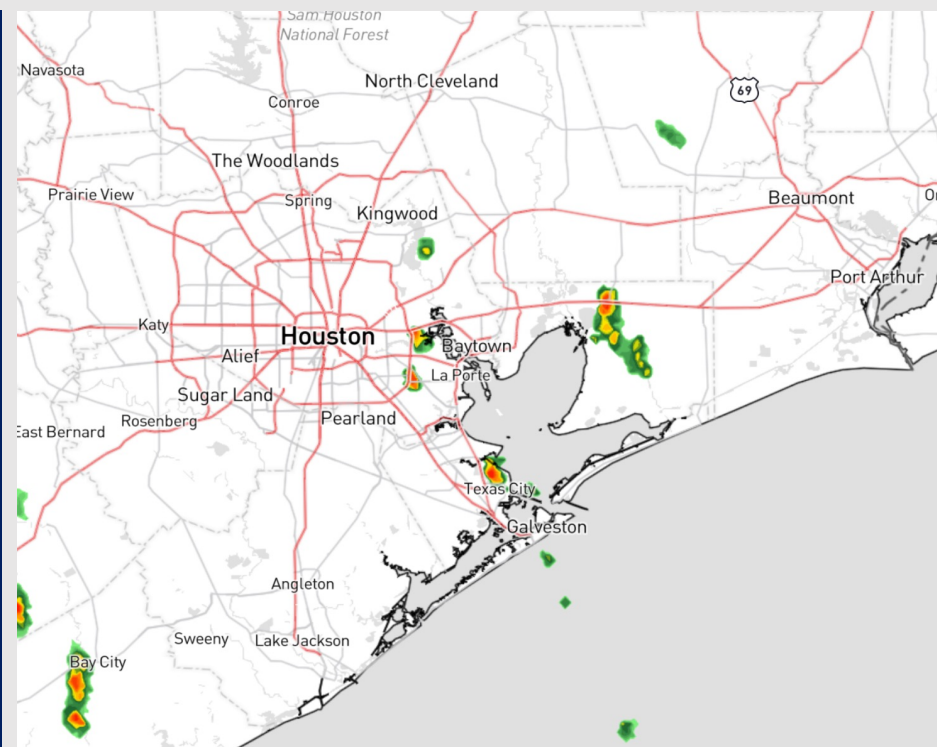 Sam Houston
National Forest
Navasota
North Cleveland
69
Conroe
The Woodlands
Prairie View
Spring
Beaumont
Kingwood
Port Arthur
Katy
Houston
Baytown
Alief
La Porte
Sugar Land
Pearland
Rosenberg
East Bernard
Texas City
Galveston
Angleton
Sweeny
Lake Jackson
Bay City